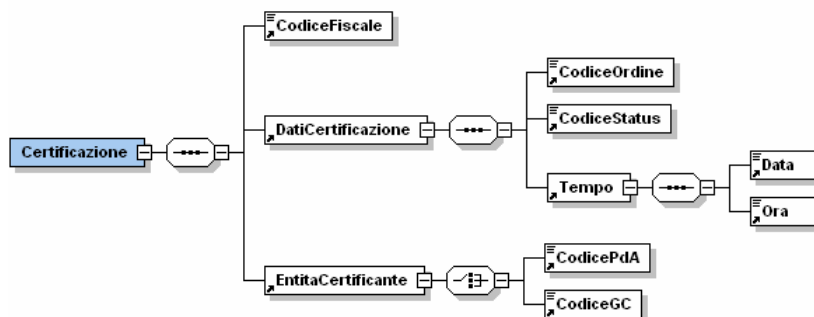 CodiceFiscale
CodiceOrdine
DatiCertificazione
CodiceStatus
Certificazione
Tempo
Data
Ora
EntitaCertificante
CodicePdA
CodiceGC